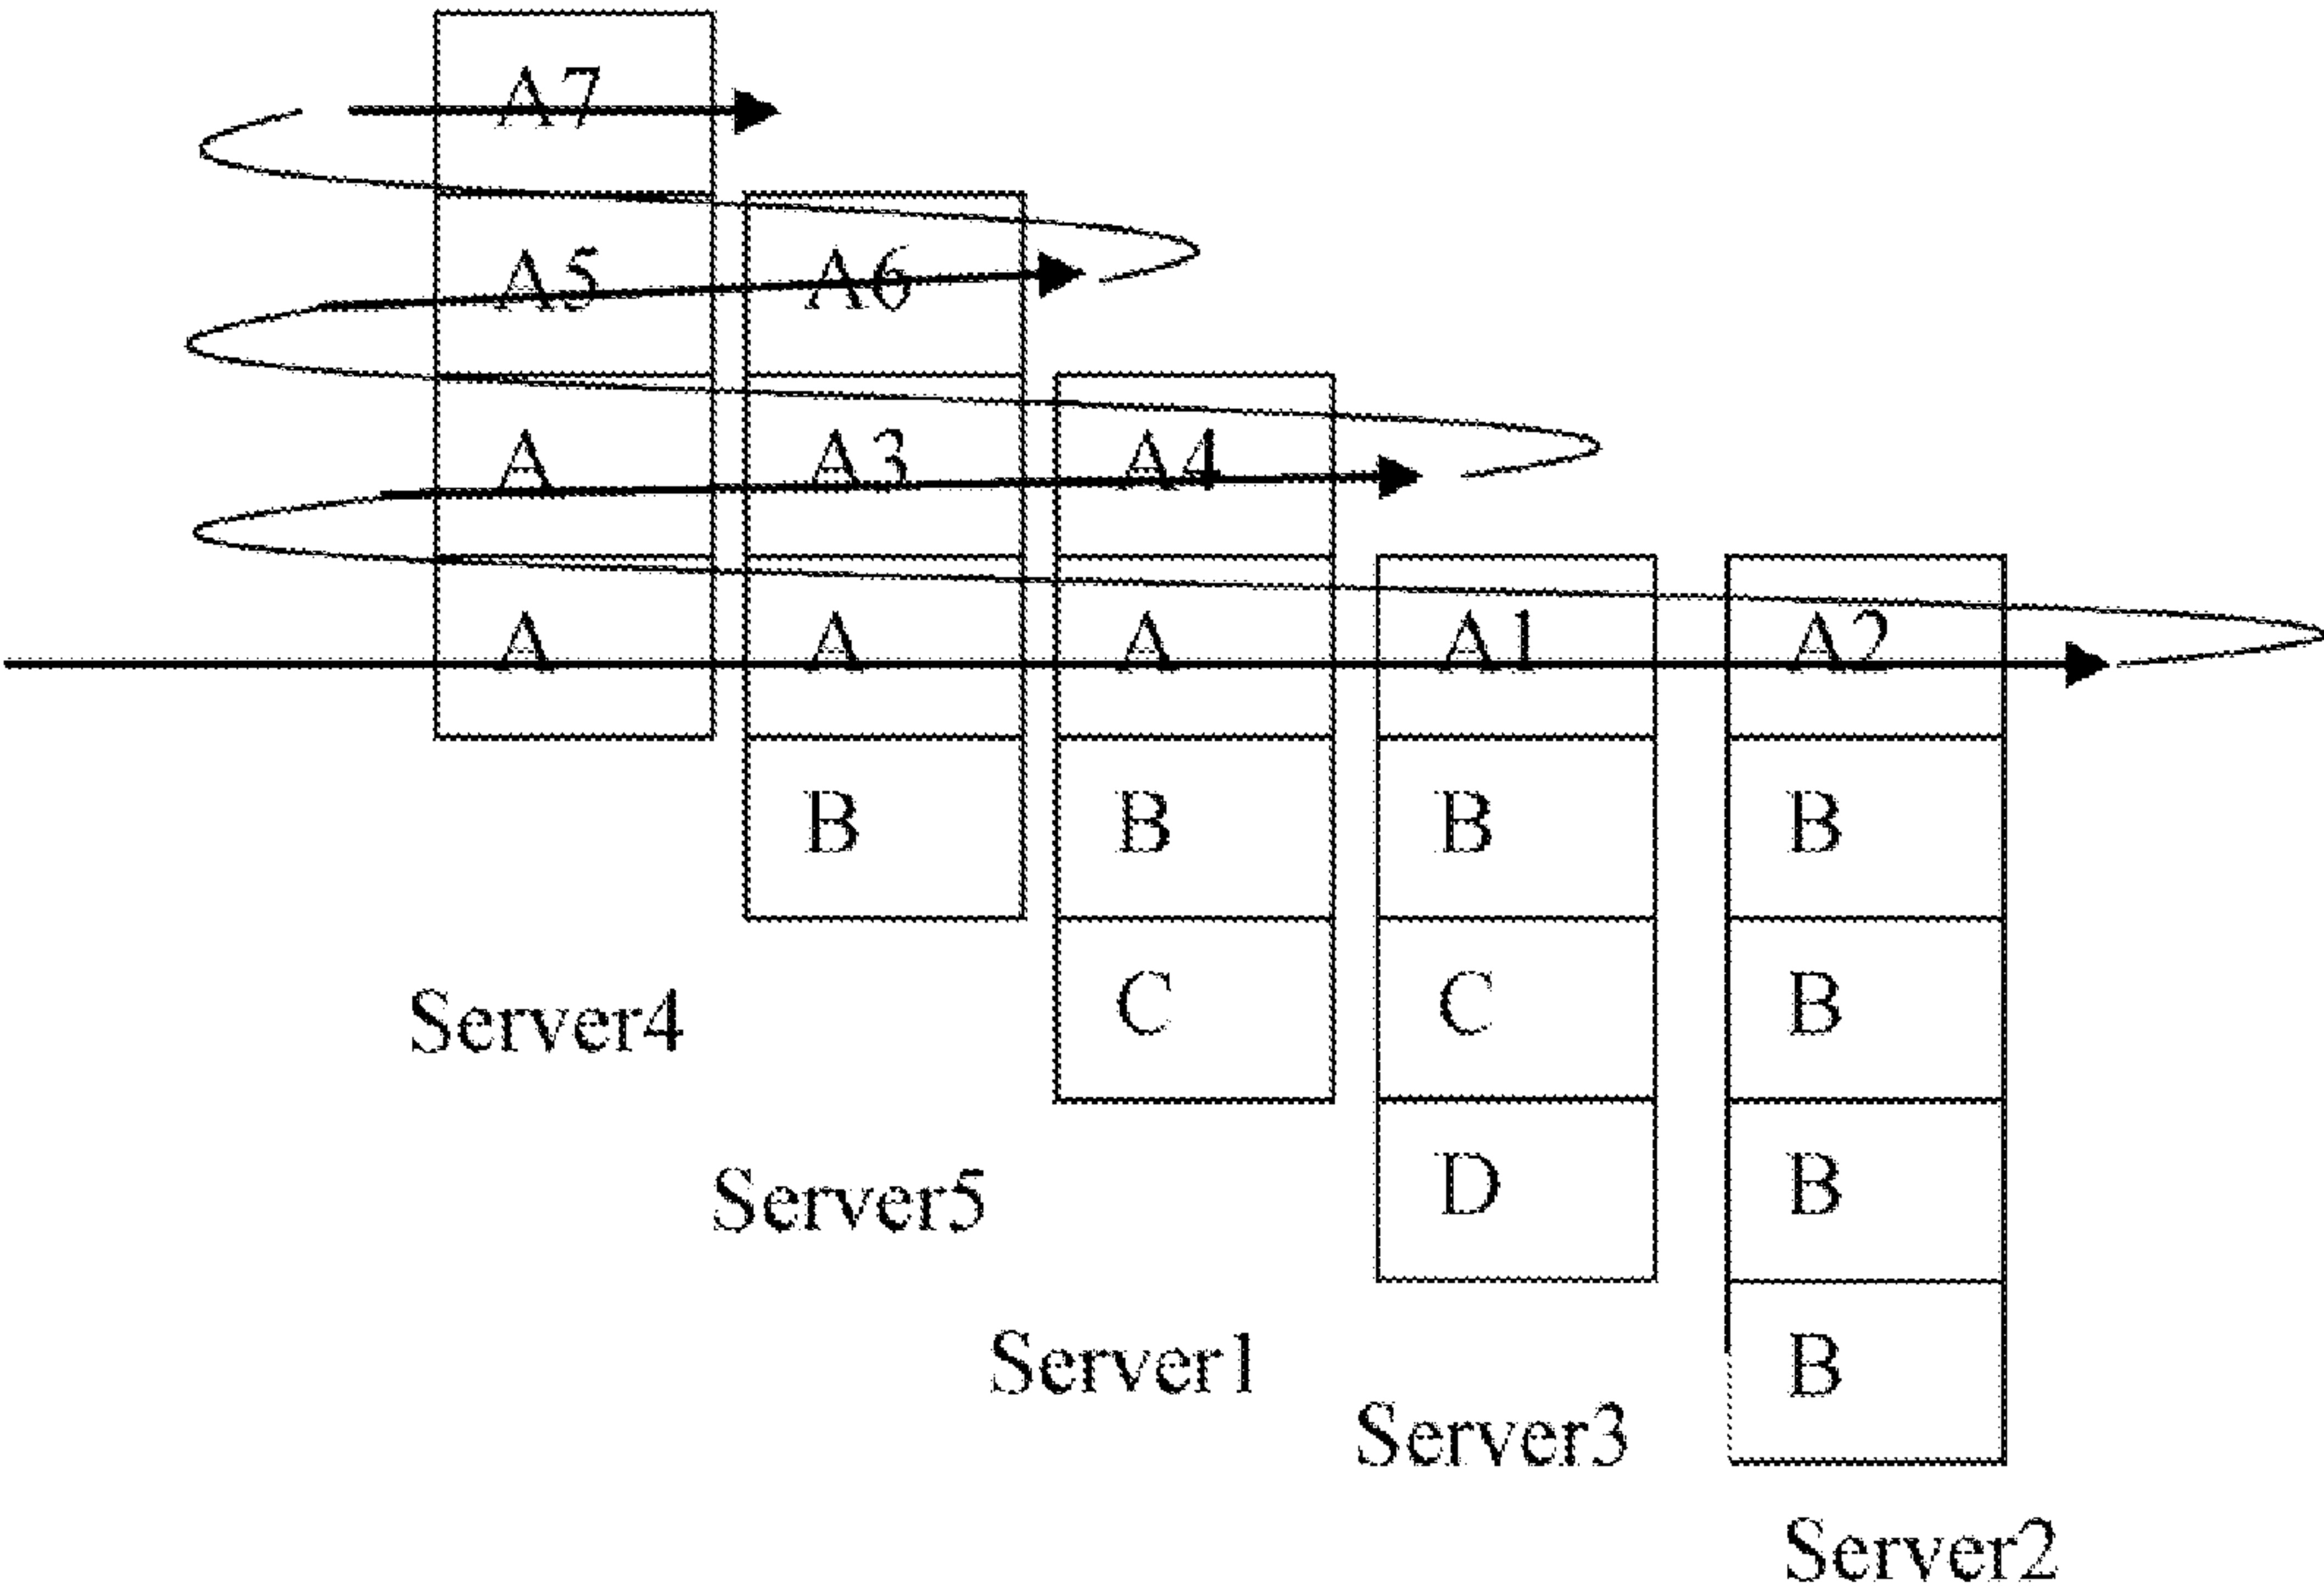 A7
A5 A6
A A3 A4
A A A A1 A2
B B B B
C C B
D B
B
Server4
Server5
Server1
Server3
Server2